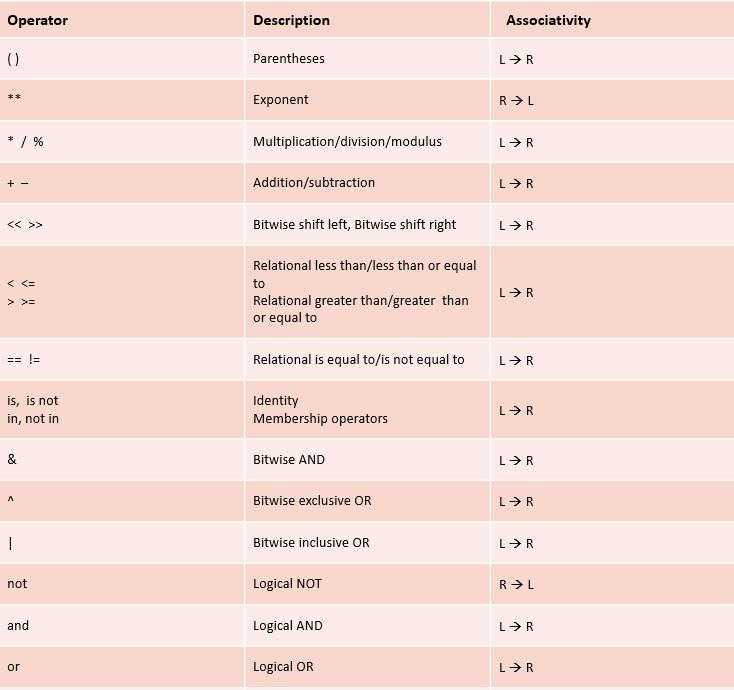 Operator Description Associativity
( ) Parentheses L → R
** Exponent R → L
* / % Multiplication/division/modulus L → R
+ – Addition/subtraction L → R
<< >> Bitwise shift left, Bitwise shift right L → R
< <=
> >=
Relational less than/less than or equal
to
Relational greater than/greater than
or equal to
L → R
== != Relational is equal to/is not equal to L → R
is, is not
in, not in
Identity
Membership operators
L → R
& Bitwise AND L → R
^ Bitwise exclusive OR L → R
| Bitwise inclusive OR L → R
not Logical NOT R → L
and Logical AND L → R
or Logical OR L → R